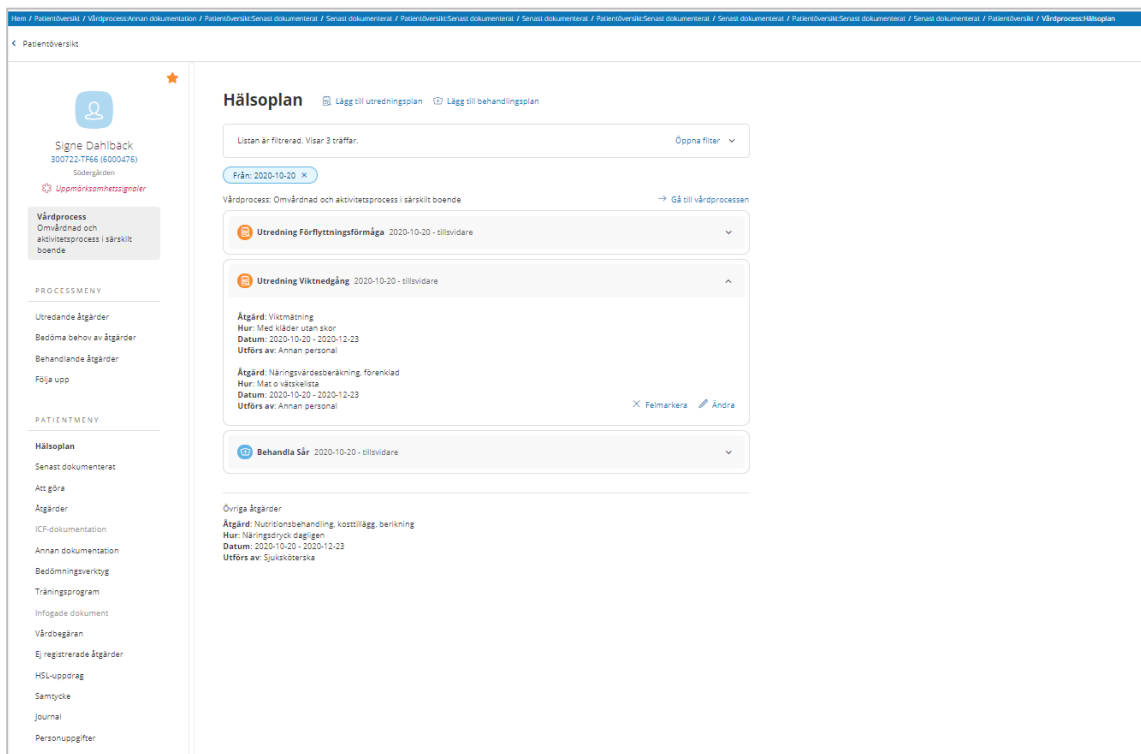 Hem / Patientöversikt / Vårdprocess:Annan dokumentation / Patientöversikt:Senast dokumenterat / Senast dokumenterat / Patientöversikt:Senast dokumenterat / Senast dokumenterat / Patientöversikt:Senast dokumenterat / Senast dokumenterat / Patientöversikt:Senast dokumenterat / Senast dokumenterat / Patientöversikt / Vårdprocess:Hälsoplan
Patientöversikt
Signe Dahlbäck
300722-TF66 (6000476)
Södergården
Uppmärksamhetssignaler
Vårdprocess
Omvårdnad och
aktivitetsprocess i särskilt
boende
PROCESSMENY
Utredande åtgärder
Bedöma behov av åtgärder
Behandlande åtgärder
Följa upp
PATIENTMENY
Hälsoplan
Senast dokumenterat
Att göra
Åtgärder
ICF-dokumentation
Annan dokumentation
Bedömningsverktyg
Träningsprogram
Infogade dokument
Vårdbegäran
Ej registrerade åtgärder
HSL-uppdrag
Samtycke
Journal
Personuppgifter
Hälsoplan Lägg till utredningsplan Lägg till behandlingsplan
Listan är filtrerad. Visar 3 träffar. Öppna filter
Från: 2020-10-20 ×
Vårdprocess: Omvårdnad och aktivitetsprocess i särskilt boende → Gå till vårdprocessen
Utredning Förflyttningsförmåga 2020-10-20 - tillsvidare
Utredning Viktnedgång 2020-10-20 - tillsvidare
Åtgärd: Viktmätning
Hur: Med kläder utan skor
Datum: 2020-10-20 - 2020-12-23
Utförs av: Annan personal
Åtgärd: Näringsvärdesberäkning, förenklad
Hur: Mat o vätskelista
Datum: 2020-10-20 - 2020-12-23
Utförs av: Annan personal
Felmarkera Ändra
Behandla Sår 2020-10-20 - tillsvidare
Övriga åtgärder
Åtgärd: Nutritionsbehandling, kosttillägg, berikning
Hur: Näringsdryck dagligen
Datum: 2020-10-20 - 2020-12-23
Utförs av: Sjuksköterska